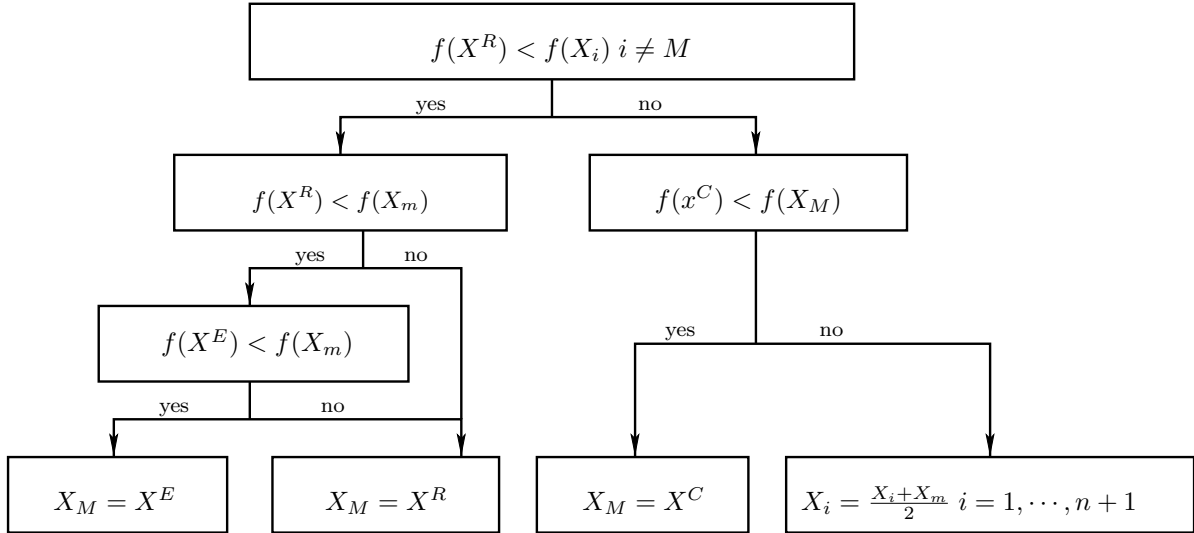 f(X^R) < f(X_i) i ≠ M
yes no
f(X^R) < f(X_m) f(x^C) < f(X_M)
yes no
f(X^E) < f(X_m) yes no
yes no
X_M = X^E X_M = X^R X_M = X^C X_i = \frac{X_i+X_m}{2} i = 1, ⋯, n + 1